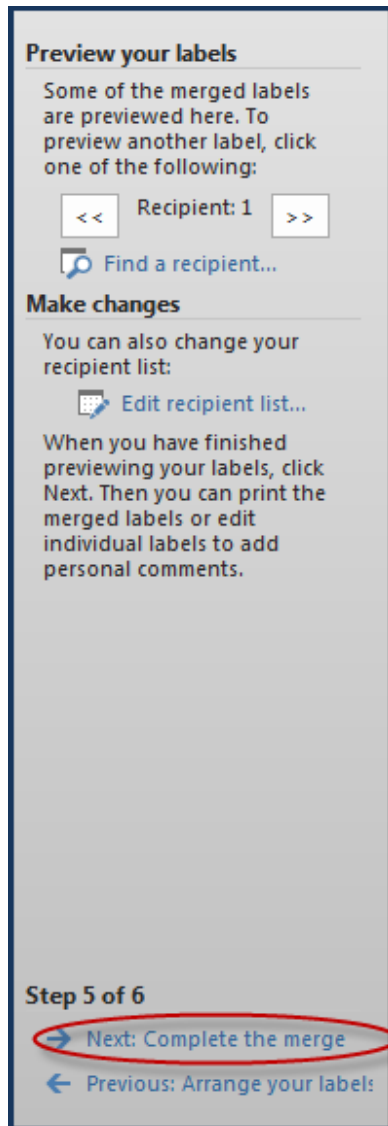 Preview your labels
Some of the merged labels
are previewed here. To
preview another label, click
one of the following:
<< Recipient: 1 >>
Find a recipient...
Make changes
You can also change your
recipient list:
Edit recipient list...
When you have finished
previewing your labels, click
Next. Then you can print the
merged labels or edit
individual labels to add
personal comments.
Step 5 of 6
Next: Complete the merge
Previous: Arrange your labels